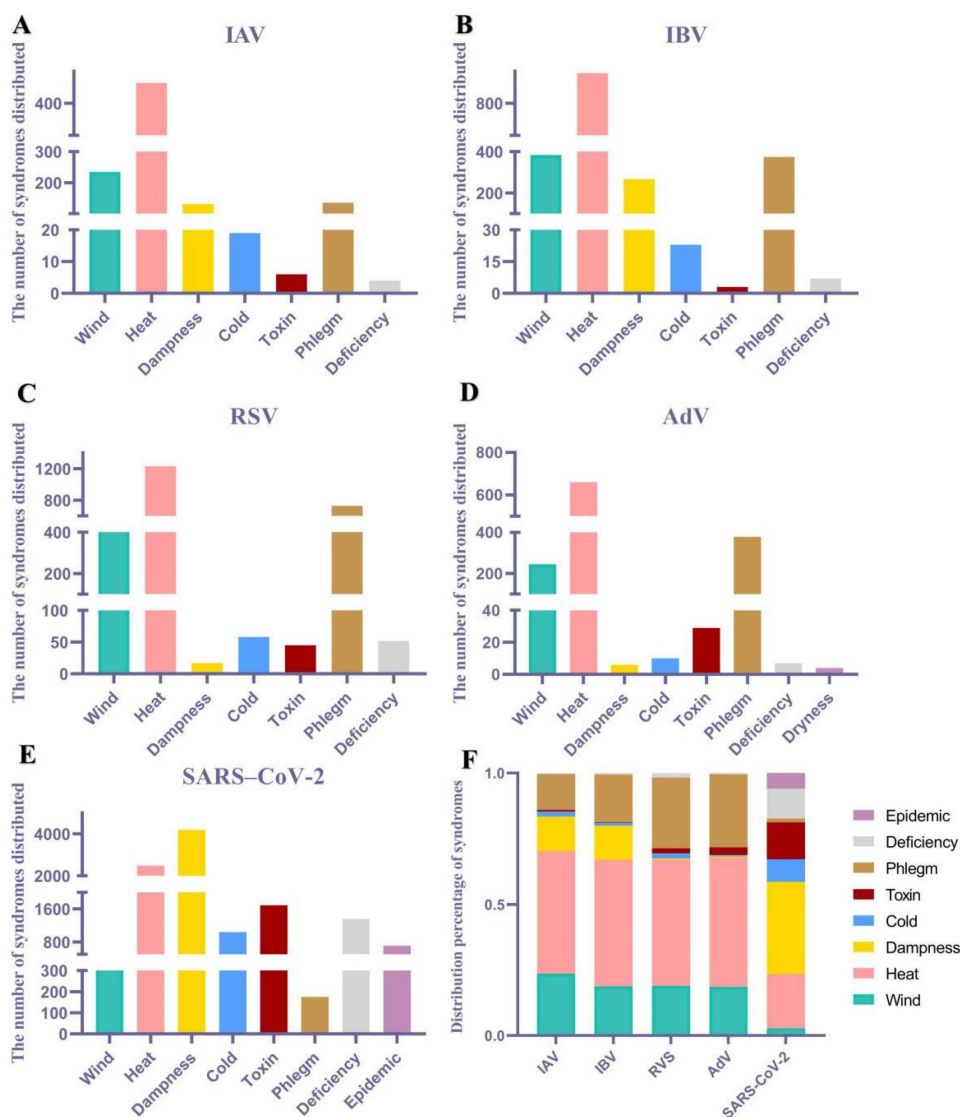 A
IAV
The number of syndromes distributed
400
300
200
20
10
0
Wind
Heat
Dampness
Cold
Toxin
Phlegm
Deficiency
B
IBV
The number of syndromes distributed
800
400
200
30
15
0
Wind
Heat
Dampness
Cold
Toxin
Phlegm
Deficiency
C
RSV
The number of syndromes distributed
1200
800
400
200
100
50
0
Wind
Heat
Dampness
Cold
Toxin
Phlegm
Deficiency
D
AdV
The number of syndromes distributed
800
600
400
200
40
20
0
Wind
Heat
Dampness
Cold
Toxin
Phlegm
Deficiency
Dryness
E
SARS–CoV-2
The number of syndromes distributed
4000
2000
1600
800
300
200
100
0
Wind
Heat
Dampness
Cold
Toxin
Phlegm
Deficiency
Epidemic
F
Distribution percentage of syndromes
1.0
0.5
0.0
IAV
IBV
RVS
AdV
SARS-CoV-2
Epidemic
Deficiency
Phlegm
Toxin
Cold
Dampness
Heat
Wind